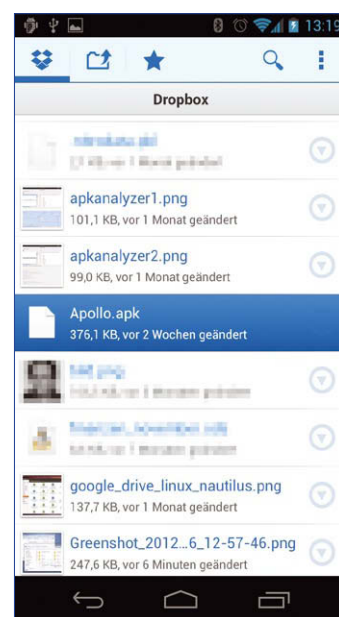 13:19
Dropbox
apkanalyzer1.png
101,1 KB, vor 1 Monat geändert
apkanalyzer2.png
99,0 KB, vor 1 Monat geändert
Apollo.apk
376,1 KB, vor 2 Wochen geändert
google_drive_linux_nautilus.png
137,7 KB, vor 1 Monat geändert
Greenshot_2012...6_12-57-46.png
247,6 KB, vor 6 Minuten geändert